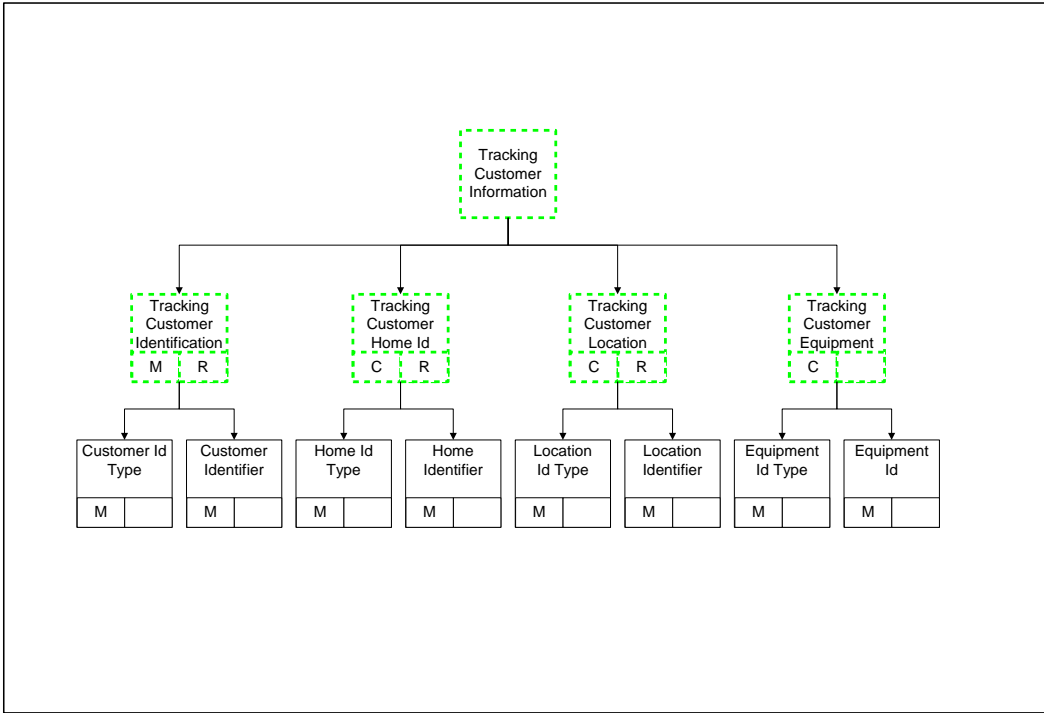 Tracking
Customer
Information
Tracking
Customer
Identification
M R
Tracking
Customer
Home Id
C R
Tracking
Customer
Location
C R
Tracking
Customer
Equipment
C
Customer Id
Type
M
Customer
Identifier
M
Home Id
Type
M
Home
Identifier
M
Location
Id Type
M
Location
Identifier
M
Equipment
Id Type
M
Equipment
Id
M